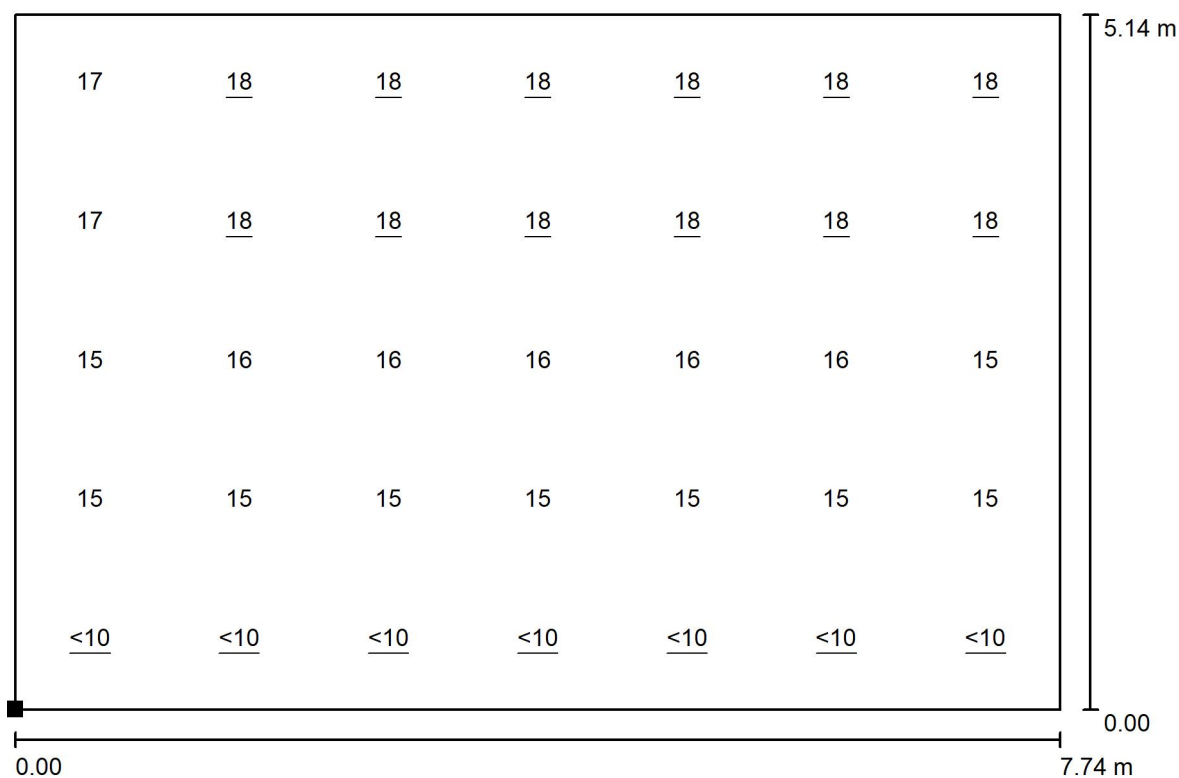 5.14 m
17 18 18 18 18 18 18
17 18 18 18 18 18 18
15 16 16 16 16 16 15
15 15 15 15 15 15 15
<10 <10 <10 <10 <10 <10 <10
0.00
0.00 7.74 m